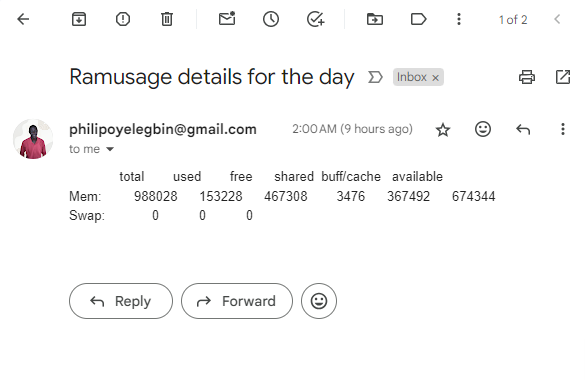 1 of 2
Ramusage details for the day Inbox ×
philipoyelegbin@gmail.com 2:00 AM (9 hours ago)
to me
total used free shared buff/cache available
Mem: 988028 153228 467308 3476 367492 674344
Swap: 0 0 0
Reply Forward